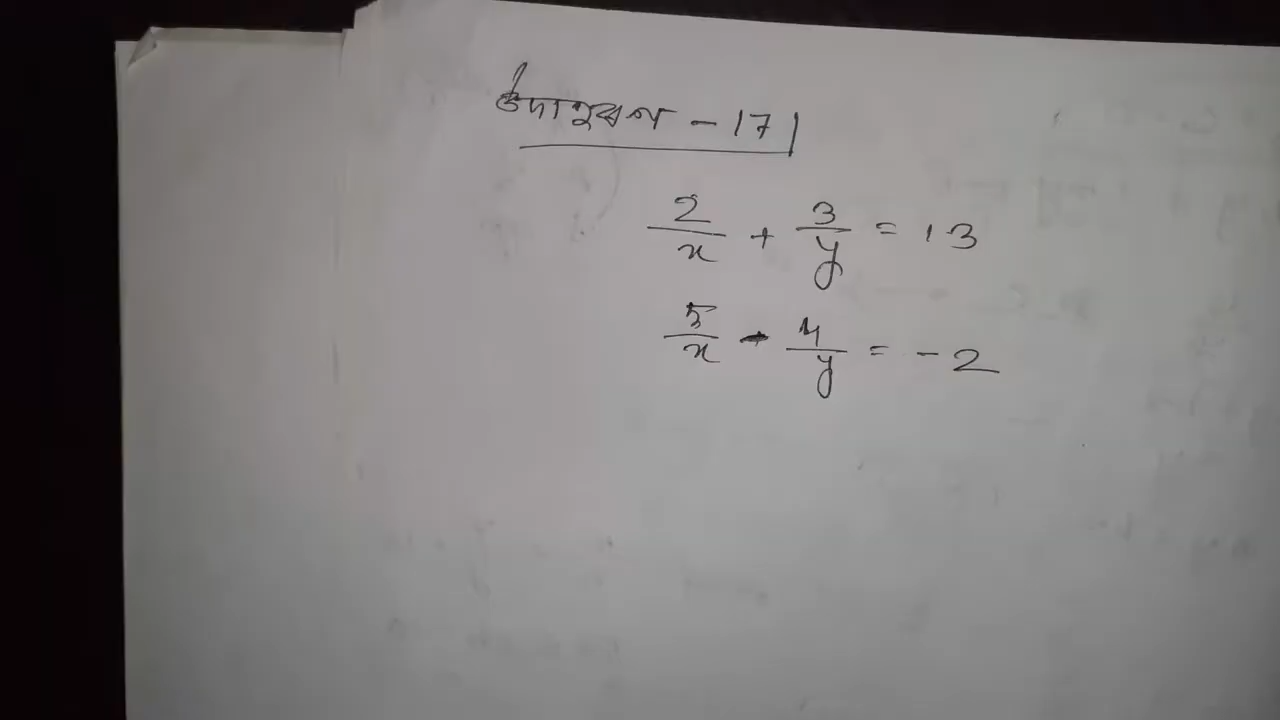 উদাহরণ - 17
2/x + 3/y = 13
5/x - 4/y = -2